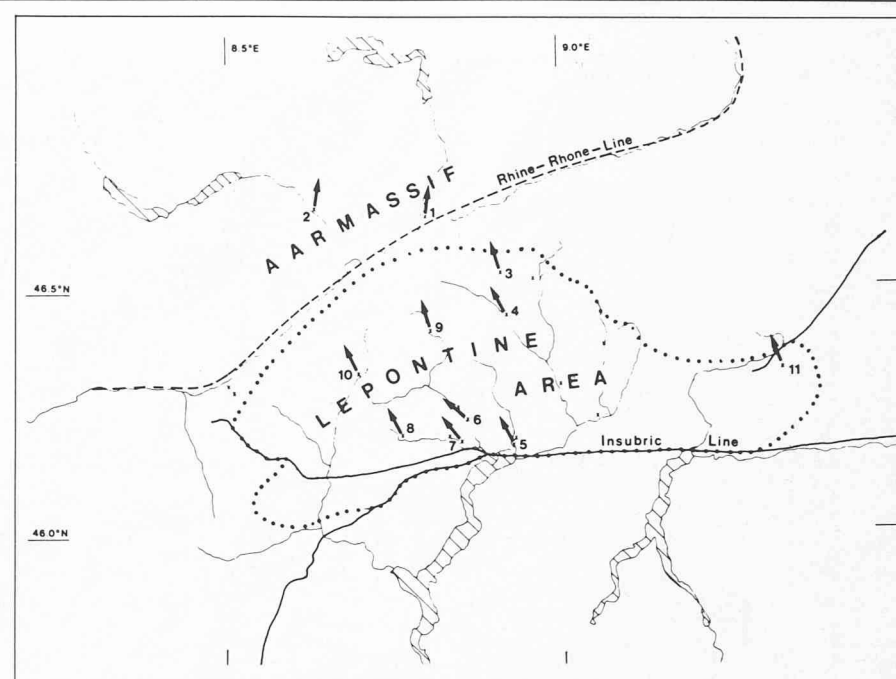 8.5°E
9.0°E
Rhine-Rhone-Line
AARMASSIF
2
1
3
46.5°N
4
9
LEPONTINE
10
AREA
11
6
8
7
5
Insubric Line
46.0°N